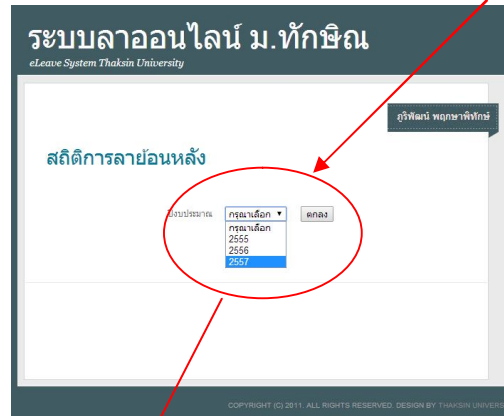 ระบบลาออนไลน์ ม.ทักษิณ
eLeave System Thaksin University
ภูริพัฒน์ พฤกษาพิทักษ์
สถิติการลาย้อนหลัง
ปีงบประมาณ กรุณาเลือก ตกลง
กรุณาเลือก
2555
2556
2557
COPYRIGHT (C) 2011. ALL RIGHTS RESERVED. DESIGN BY THAKSIN UNIVERS